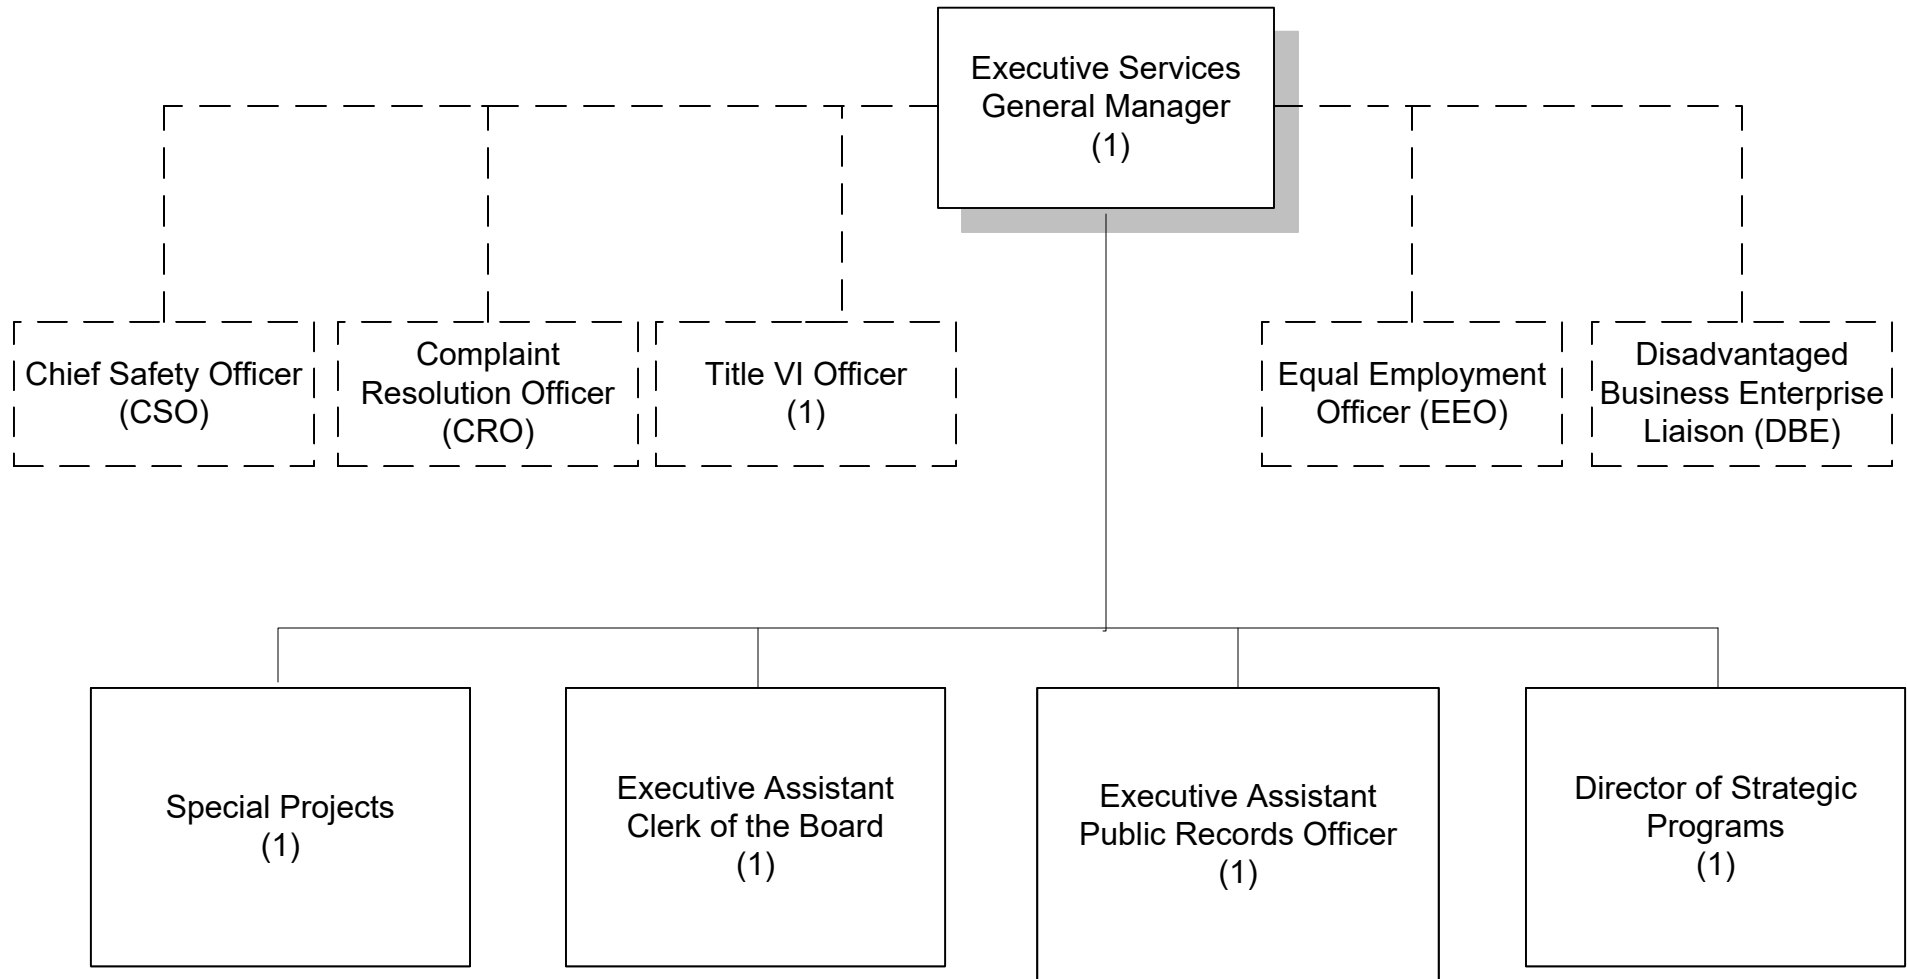 Executive Services
General Manager
(1)
Chief Safety Officer
(CSO)
Complaint
Resolution Officer
(CRO)
Title VI Officer
(1)
Equal Employment
Officer (EEO)
Disadvantaged
Business Enterprise
Liaison (DBE)
Special Projects
(1)
Executive Assistant
Clerk of the Board
(1)
Executive Assistant
Public Records Officer
(1)
Director of Strategic
Programs
(1)